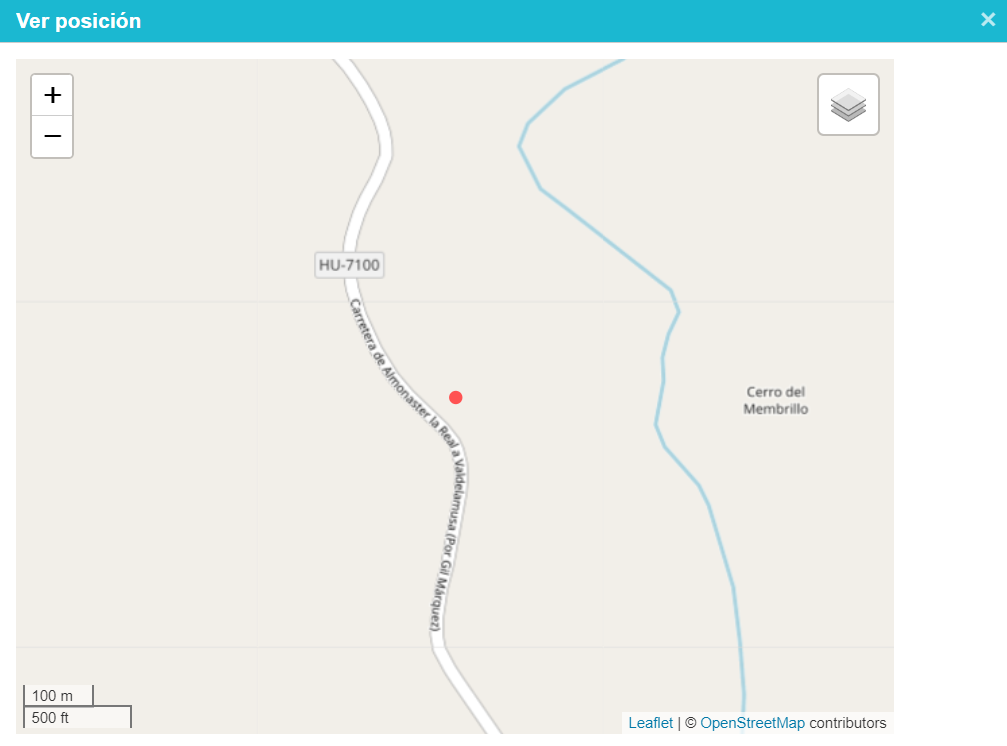 Ver posición
×
+
−
HU-7100
Carretera de Almonaster la Real a Valdelamusa (Por Gil Márquez)
Cerro del
Membrillo
100 m
500 ft
Leaflet | © OpenStreetMap contributors